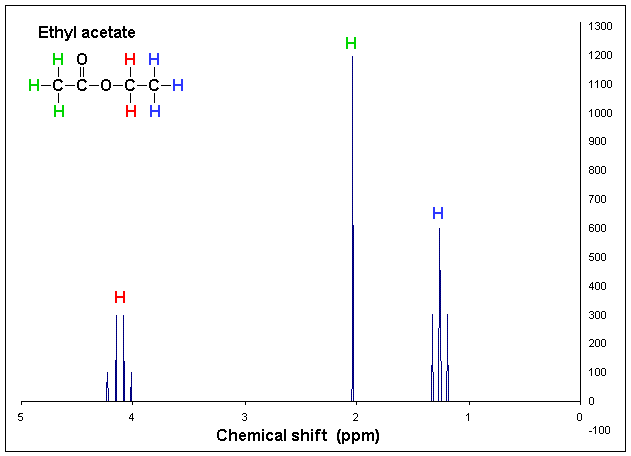 Ethyl acetate
H O H H
H C C O C C H
H H H
H
H
H
1300
1200
1100
1000
900
800
700
600
500
400
300
200
100
0
-100
5 4 3 2 1 0
Chemical shift (ppm)